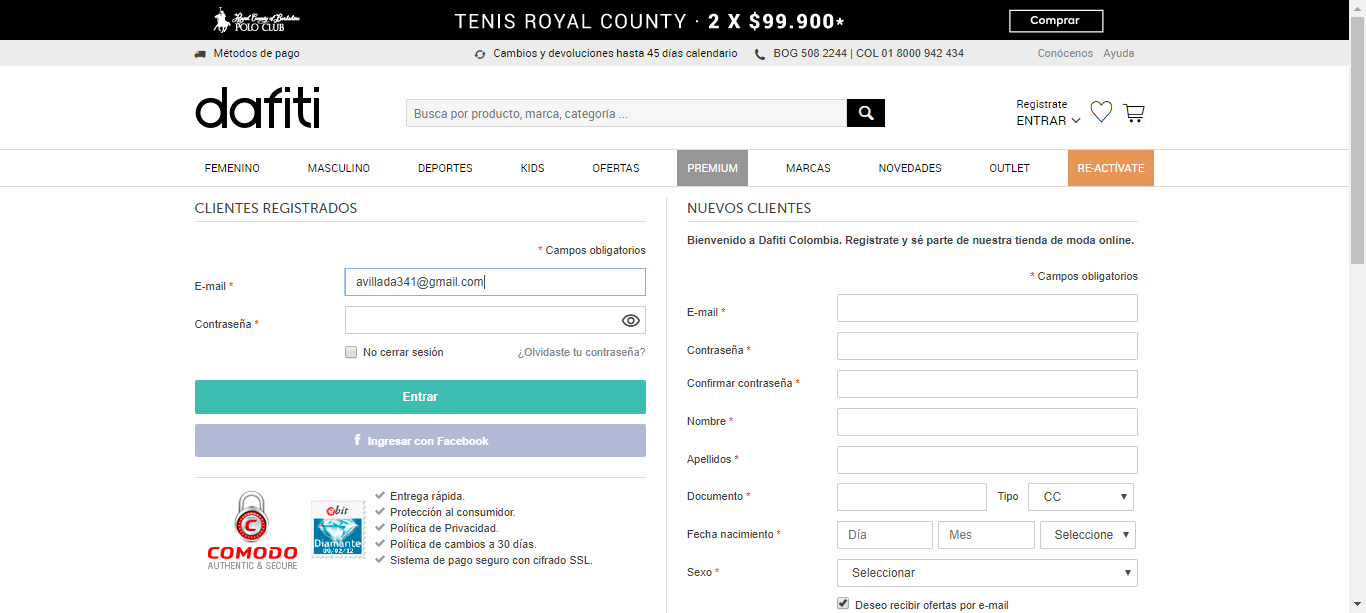 Royal County of Berkshire
POLO CLUB
TENIS ROYAL COUNTY · 2 X $99.900*
Comprar
Métodos de pago
Cambios y devoluciones hasta 45 días calendario
BOG 508 2244 | COL 01 8000 942 434
Conócenos
Ayuda
dafiti
Busca por producto, marca, categoría ...
Registrate
ENTRAR
FEMENINO
MASCULINO
DEPORTES
KIDS
OFERTAS
PREMIUM
MARCAS
NOVEDADES
OUTLET
RE-ACTÍVATE
CLIENTES REGISTRADOS
* Campos obligatorios
E-mail *
avillada341@gmail.com
Contraseña *
No cerrar sesión
¿Olvidaste tu contraseña?
Entrar
f Ingresar con Facebook
COMODO
AUTHENTIC & SECURE
ebit
Diamante
09/02/12
Entrega rápida.
Protección al consumidor.
Política de Privacidad.
Política de cambios a 30 días.
Sistema de pago seguro con cifrado SSL.
NUEVOS CLIENTES
Bienvenido a Dafiti Colombia. Registrate y sé parte de nuestra tienda de moda online.
* Campos obligatorios
E-mail *
Contraseña *
Confirmar contraseña *
Nombre *
Apellidos *
Documento *
Tipo
CC
Fecha nacimiento *
Día
Mes
Seleccione
Sexo *
Seleccionar
Deseo recibir ofertas por e-mail